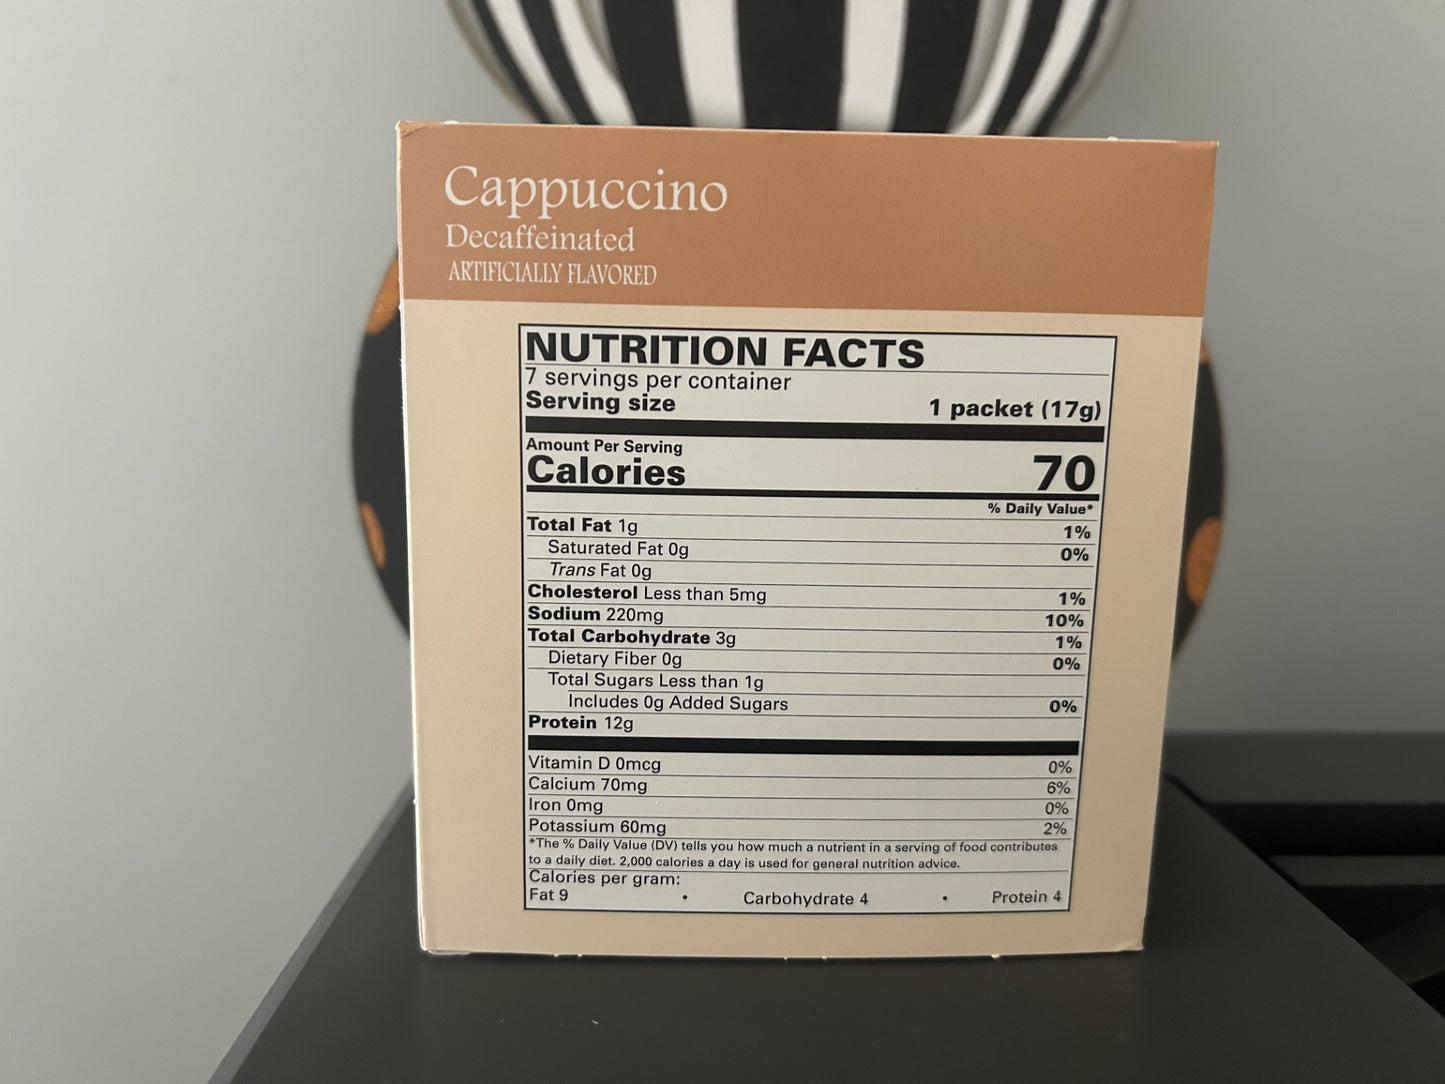 Cappuccino
Decaffeinated
ARTIFICIALLY FLAVORED
NUTRITION FACTS
7 servings per container
Serving size 1 packet (17g)
Amount Per Serving
Calories 70
% Daily Value*
Total Fat 1g 1%
Saturated Fat 0g 0%
Trans Fat 0g
Cholesterol Less than 5mg 1%
Sodium 220mg 10%
Total Carbohydrate 3g 1%
Dietary Fiber 0g 0%
Total Sugars Less than 1g
Includes 0g Added Sugars 0%
Protein 12g
Vitamin D 0mcg 0%
Calcium 70mg 6%
Iron 0mg 0%
Potassium 60mg 2%
*The % Daily Value (DV) tells you how much a nutrient in a serving of food contributes
to a daily diet. 2,000 calories a day is used for general nutrition advice.
Calories per gram:
Fat 9 • Carbohydrate 4 • Protein 4